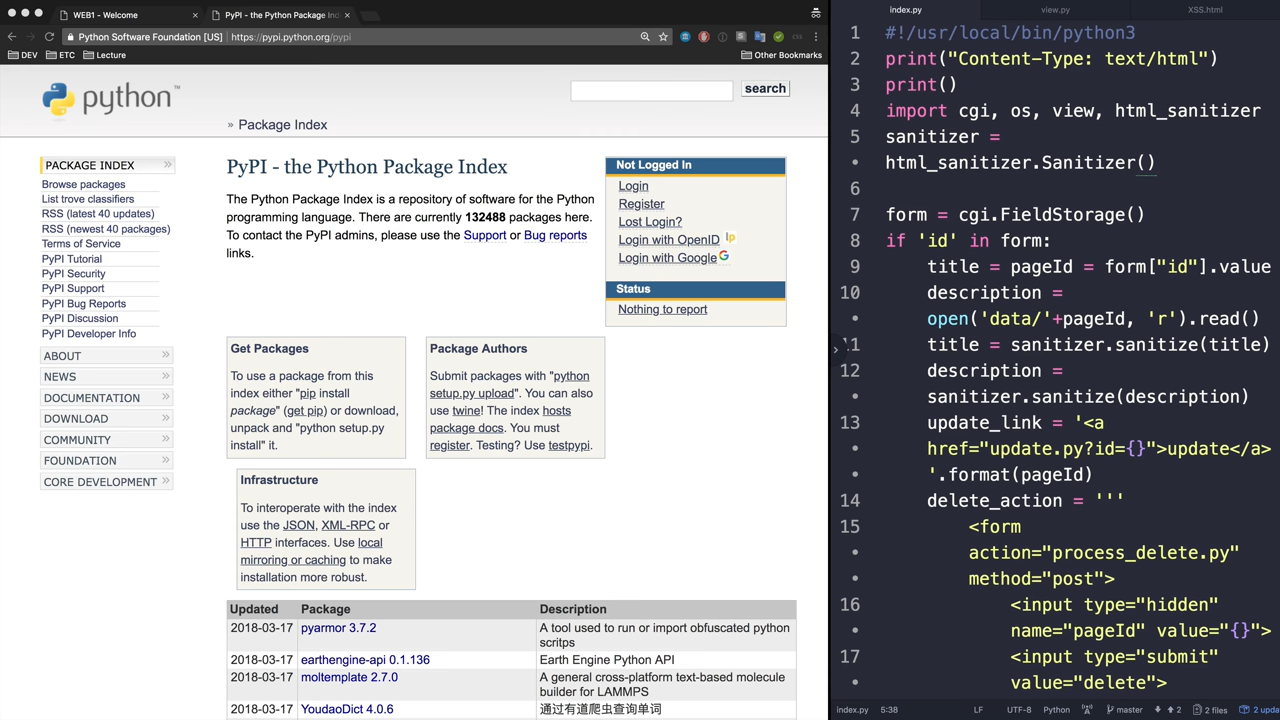 WEB1 - Welcome
PyPI - the Python Package Ind
Python Software Foundation [US] | https://pypi.python.org/pypi
DEV
ETC
Lecture
Other Bookmarks
python™
search
» Package Index
PACKAGE INDEX »
Browse packages
List trove classifiers
RSS (latest 40 updates)
RSS (newest 40 packages)
Terms of Service
PyPI Tutorial
PyPI Security
PyPI Support
PyPI Bug Reports
PyPI Discussion
PyPI Developer Info
ABOUT »
NEWS »
DOCUMENTATION »
DOWNLOAD »
COMMUNITY »
FOUNDATION »
CORE DEVELOPMENT »
PyPI - the Python Package Index
The Python Package Index is a repository of software for the Python
programming language. There are currently 132488 packages here.
To contact the PyPI admins, please use the Support or Bug reports
links.
Not Logged In
Login
Register
Lost Login?
Login with OpenID
Login with Google
Status
Nothing to report
Get Packages
To use a package from this
index either "pip install
package" (get pip) or download,
unpack and "python setup.py
install" it.
Package Authors
Submit packages with "python
setup.py upload". You can also
use twine! The index hosts
package docs. You must
register. Testing? Use testpypi.
Infrastructure
To interoperate with the index
use the JSON, XML-RPC or
HTTP interfaces. Use local
mirroring or caching to make
installation more robust.
Updated Package Description
2018-03-17 pyarmor 3.7.2 A tool used to run or import obfuscated python
scritps
2018-03-17 earthengine-api 0.1.136 Earth Engine Python API
2018-03-17 moltemplate 2.7.0 A general cross-platform text-based molecule
builder for LAMMPS
2018-03-17 YoudaoDict 4.0.6 通过有道爬虫查询单词
index.py
view.py
XSS.html
1 #!/usr/local/bin/python3
2 print("Content-Type: text/html")
3 print()
4 import cgi, os, view, html_sanitizer
5 sanitizer =
• html_sanitizer.Sanitizer()
6
7 form = cgi.FieldStorage()
8 if 'id' in form:
9 title = pageId = form["id"].value
10 description =
• open('data/'+pageId, 'r').read()
11 title = sanitizer.sanitize(title)
12 description =
• sanitizer.sanitize(description)
13 update_link = '<a
• href="update.py?id={}">update</a>
• '.format(pageId)
14 delete_action = '''
15 <form
• action="process_delete.py"
• method="post">
16 <input type="hidden"
• name="pageId" value="{}">
17 <input type="submit"
• value="delete">
index.py 5:38 LF UTF-8 Python master 2 2 files 2 upda